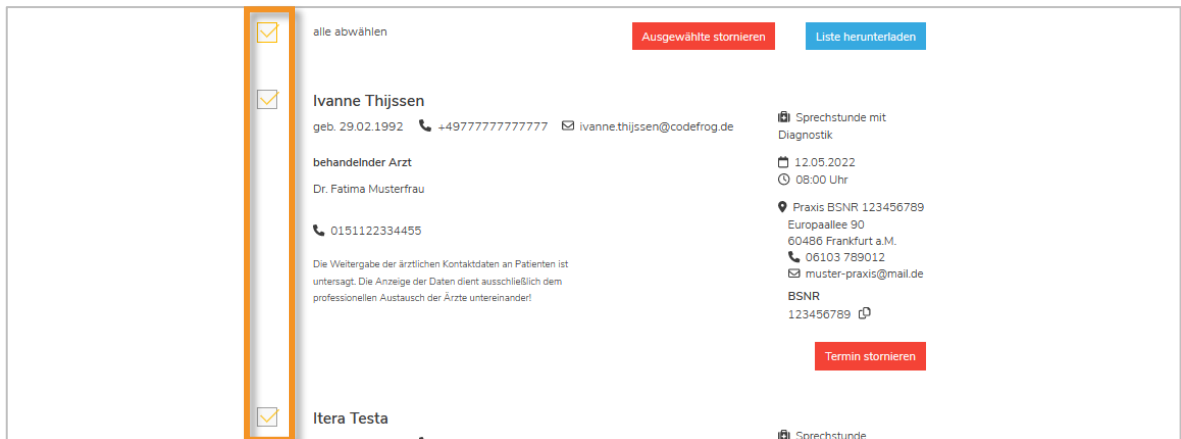 alle abwählen
Ausgewählte stornieren
Liste herunterladen
Ivanne Thijssen
geb. 29.02.1992 +49777777777777 ivanne.thijssen@codefrog.de
behandelnder Arzt
Dr. Fatima Musterfrau
0151122334455
Die Weitergabe der ärztlichen Kontaktdaten an Patienten ist
untersagt. Die Anzeige der Daten dient ausschließlich dem
professionellen Austausch der Ärzte untereinander!
Sprechstunde mit
Diagnostik
12.05.2022
08:00 Uhr
Praxis BSNR 123456789
Europaallee 90
60486 Frankfurt a.M.
06103 789012
muster-praxis@mail.de
BSNR
123456789
Termin stornieren
Itera Testa
Sprechstunde